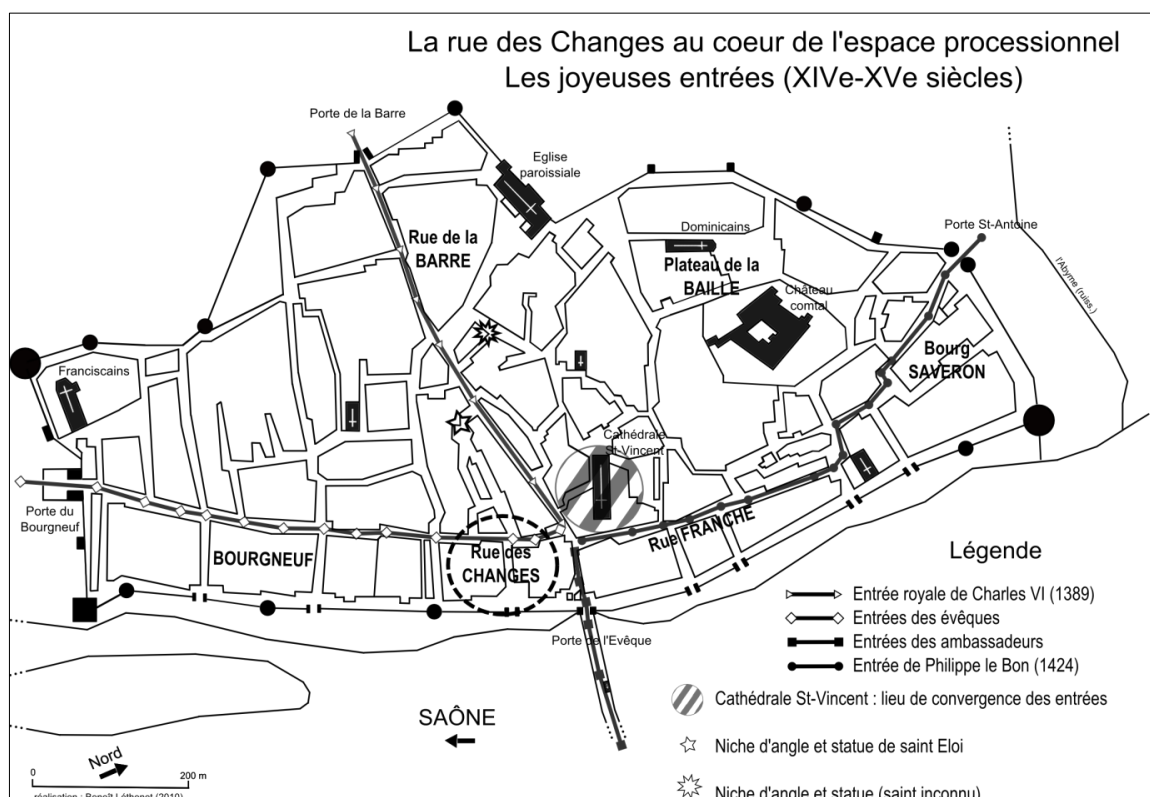 La rue des Changes au coeur de l'espace processionnel
Les joyeuses entrées (XIVe-XVe siècles)
Porte de la Barre
Eglise
paroissiale
Rue de la
BARRE
Dominicains
Plateau de la
BAILLE
Château
comtal
Porte St-Antoine
l'Abyme (ruiss.)
Bourg
SAVERON
Franciscains
Cathédrale
St-Vincent
Porte du
Bourgneuf
BOURGNEUF
Rue des
CHANGES
Rue FRANCHE
Porte de l'Evêque
SAÔNE
Nord
0
200 m
réalisation : Benoît Léthenet (2010)
Légende
Entrée royale de Charles VI (1389)
Entrées des évêques
Entrées des ambassadeurs
Entrée de Philippe le Bon (1424)
Cathédrale St-Vincent : lieu de convergence des entrées
Niche d'angle et statue de saint Eloi
Niche d'angle et statue (saint inconnu)